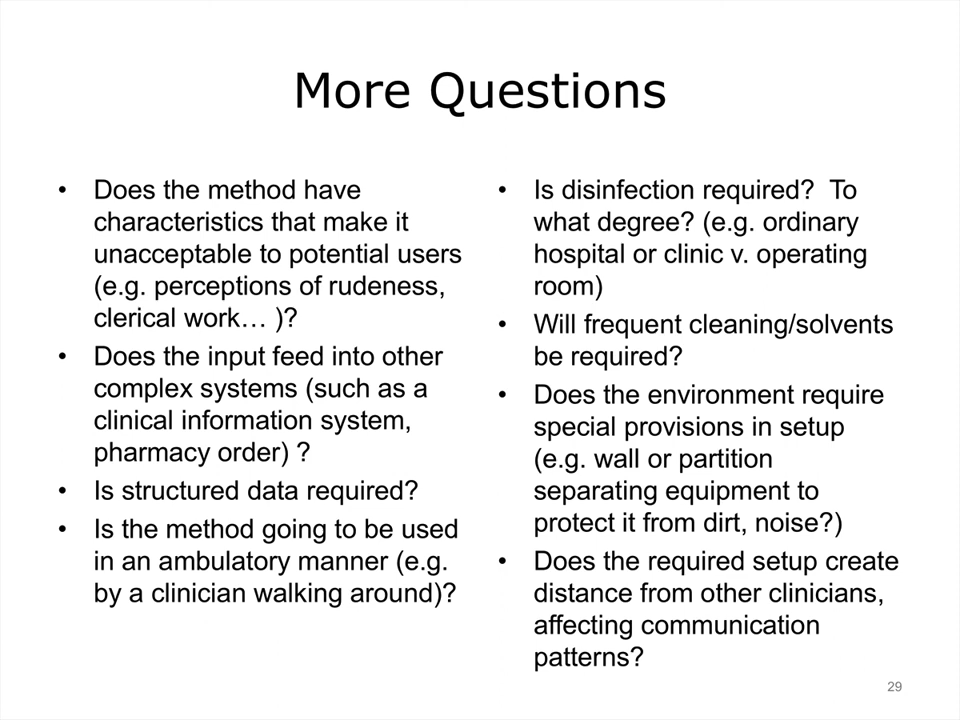 More Questions
• Does the method have
characteristics that make it
unacceptable to potential users
(e.g. perceptions of rudeness,
clerical work… )?
• Does the input feed into other
complex systems (such as a
clinical information system,
pharmacy order) ?
• Is structured data required?
• Is the method going to be used
in an ambulatory manner (e.g.
by a clinician walking around)?
• Is disinfection required?  To
what degree? (e.g. ordinary
hospital or clinic v. operating
room)
• Will frequent cleaning/solvents
be required?
• Does the environment require
special provisions in setup
(e.g. wall or partition
separating equipment to
protect it from dirt, noise?)
• Does the required setup create
distance from other clinicians,
affecting communication
patterns?
29